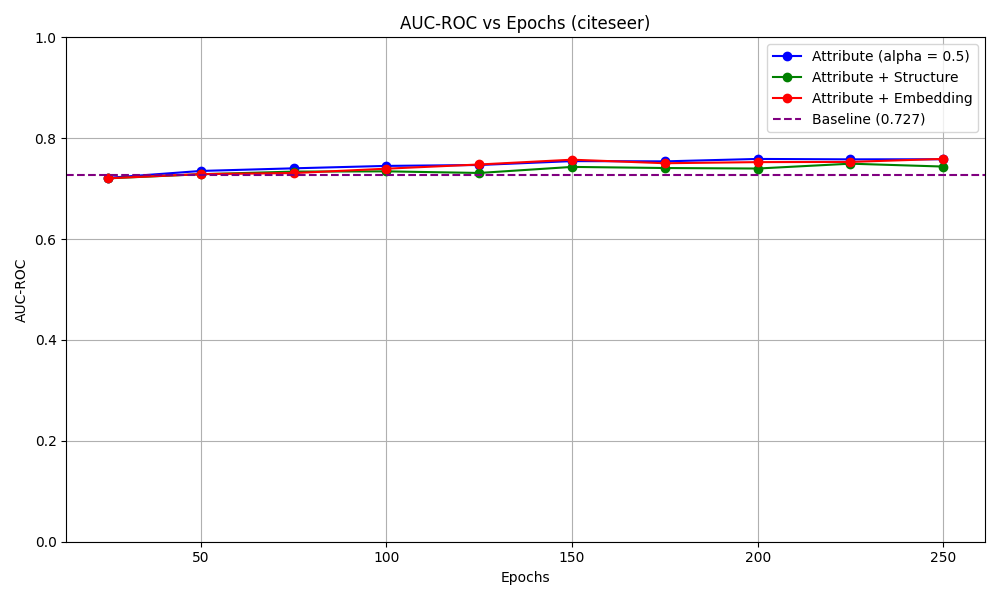 AUC-ROC vs Epochs (citeseer)
Attribute (alpha = 0.5)
Attribute + Structure
Attribute + Embedding
Baseline (0.727)
AUC-ROC
1.0
0.8
0.6
0.4
0.2
0.0
50
100
150
200
250
Epochs